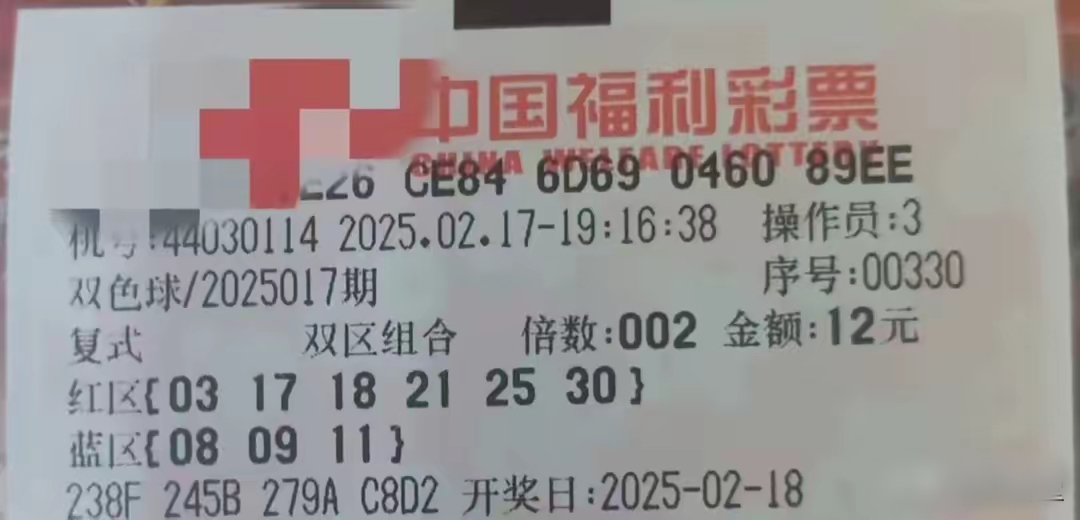 中国福利彩票
CHINA WELFARE LOTTERY
E26 CE84 6D69 0460 89EE
机号:44030114 2025.02.17-19:16:38 操作员:3
双色球/2025017期 序号:00330
复式 双区组合 倍数:002 金额:12元
红区{03 17 18 21 25 30}
蓝区{08 09 11}
238F 245B 279A C8D2 开奖日:2025-02-18